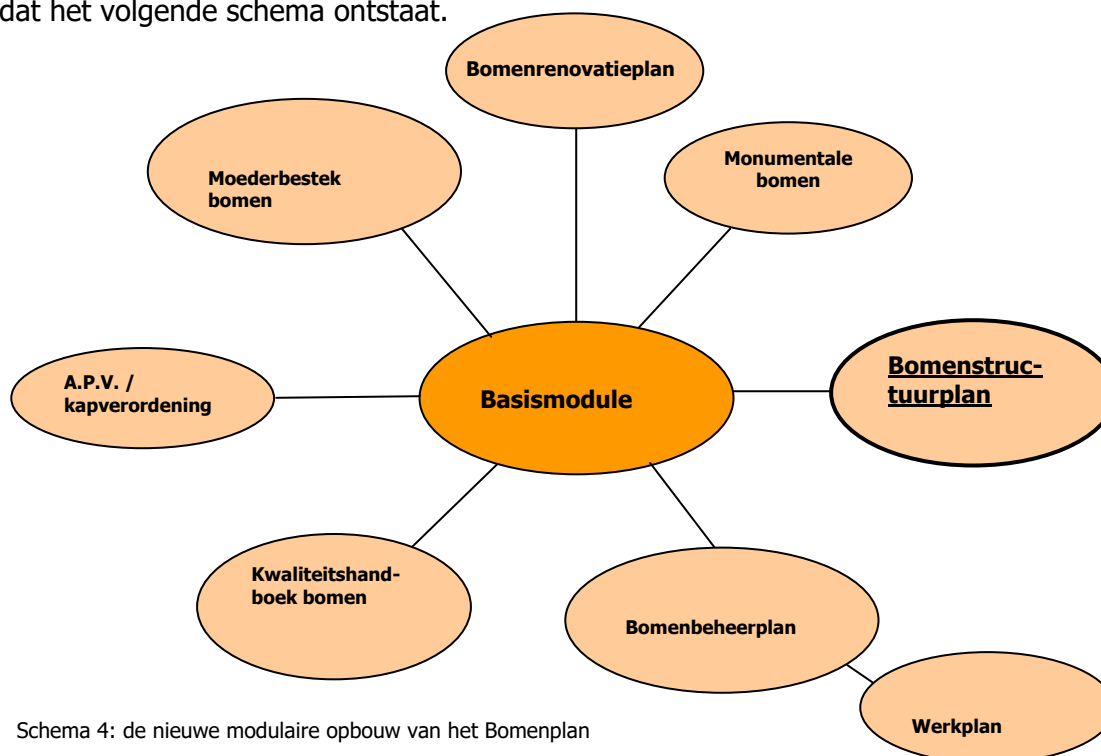 dat het volgende schema ontstaat.
Bomenrenovatieplan
Monumentale
bomen
Moederbestek
bomen
Bomenstruc-
tuurplan
A.P.V. /
kapverordening
Basismodule
Kwaliteitshand-
boek bomen
Bomenbeheerplan
Werkplan
Schema 4: de nieuwe modulaire opbouw van het Bomenplan